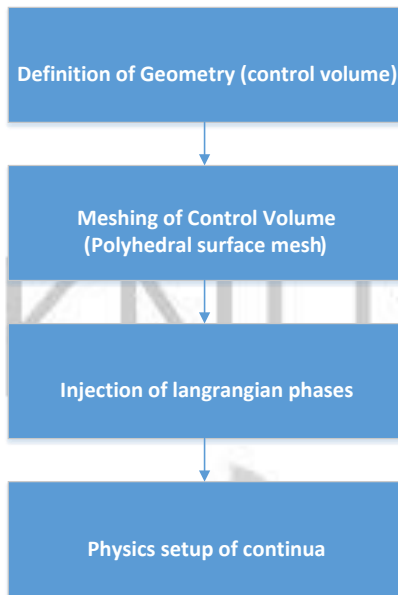 Definition of Geometry (control volume)
Meshing of Control Volume
(Polyhedral surface mesh)
Injection of langrangian phases
Physics setup of continua